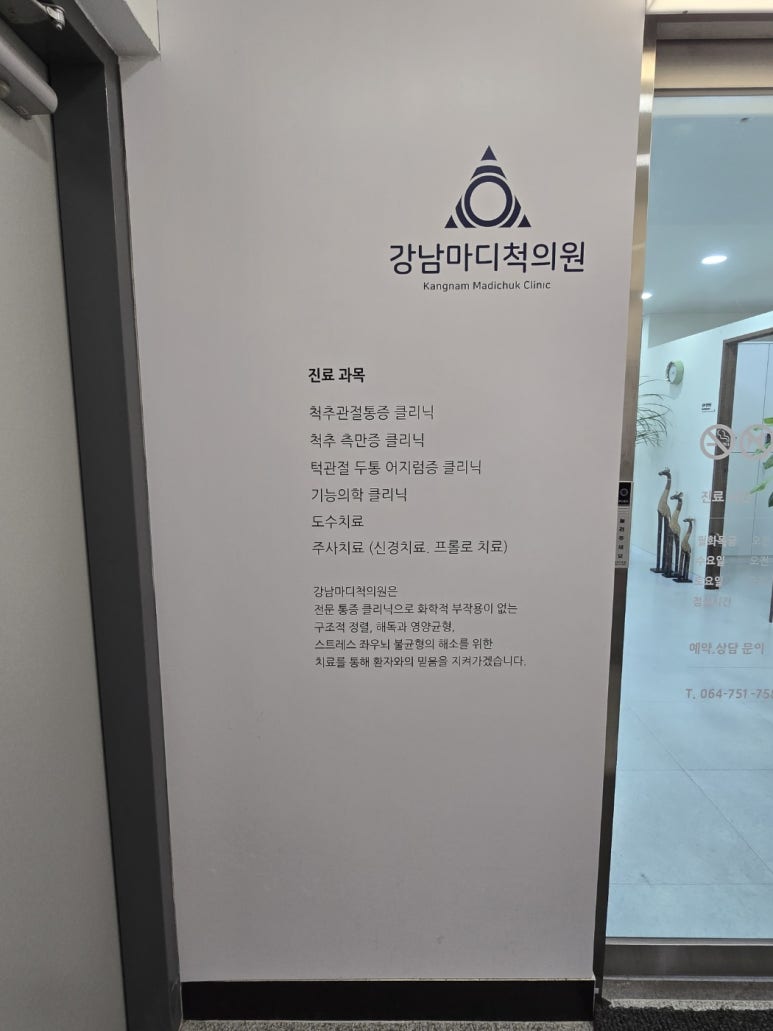 강남마디척의원
Kangnam Madichuk Clinic
진료 과목
척추관절통증 클리닉
척추 측만증 클리닉
턱관절 두통 어지럼증 클리닉
기능의학 클리닉
도수치료
주사치료 (신경치료. 프롤로 치료)
강남마디척의원은
전문 통증 클리닉으로 화학적 부작용이 없는
구조적 정렬, 해독과 영양균형,
스트레스 좌우뇌 불균형의 해소를 위한
치료를 통해 환자와의 믿음을 지켜가겠습니다.
진료
오전
오전
예약.상담 문의
T. 064-751-758